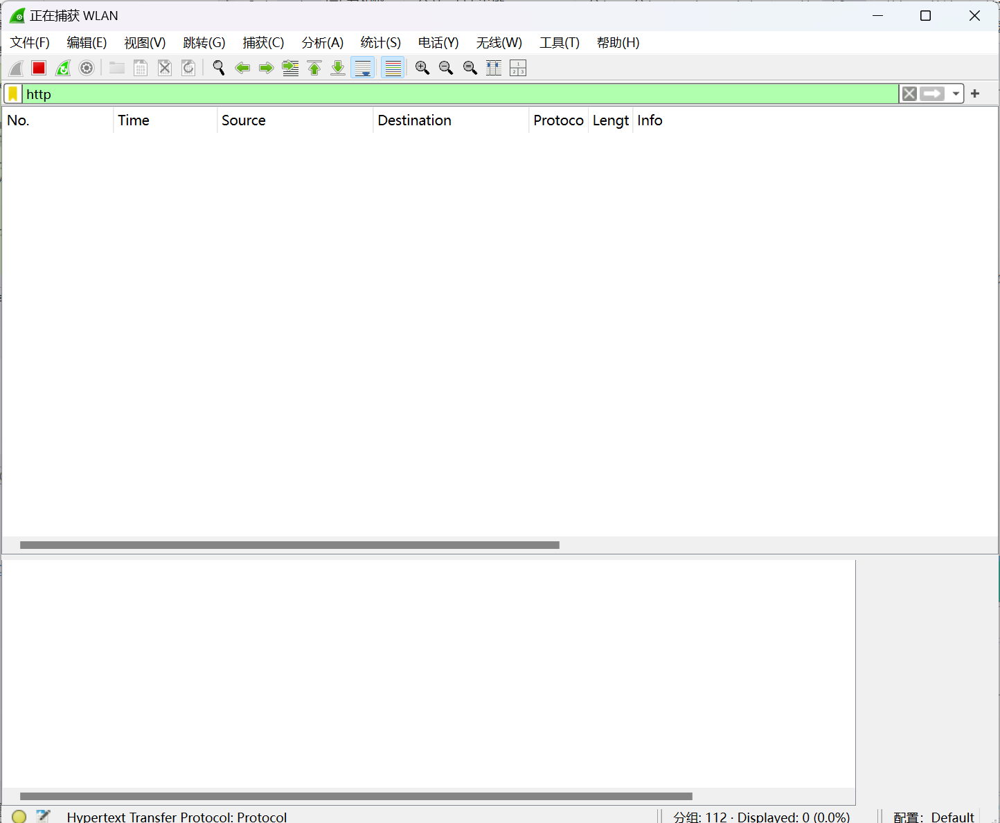 正在捕获 WLAN
文件(F) 编辑(E) 视图(V) 跳转(G) 捕获(C) 分析(A) 统计(S) 电话(Y) 无线(W) 工具(T) 帮助(H)
http
No. Time Source Destination Protoco Lengt Info
Hypertext Transfer Protocol: Protocol 分组: 112 · Displayed: 0 (0.0%) 配置: Default